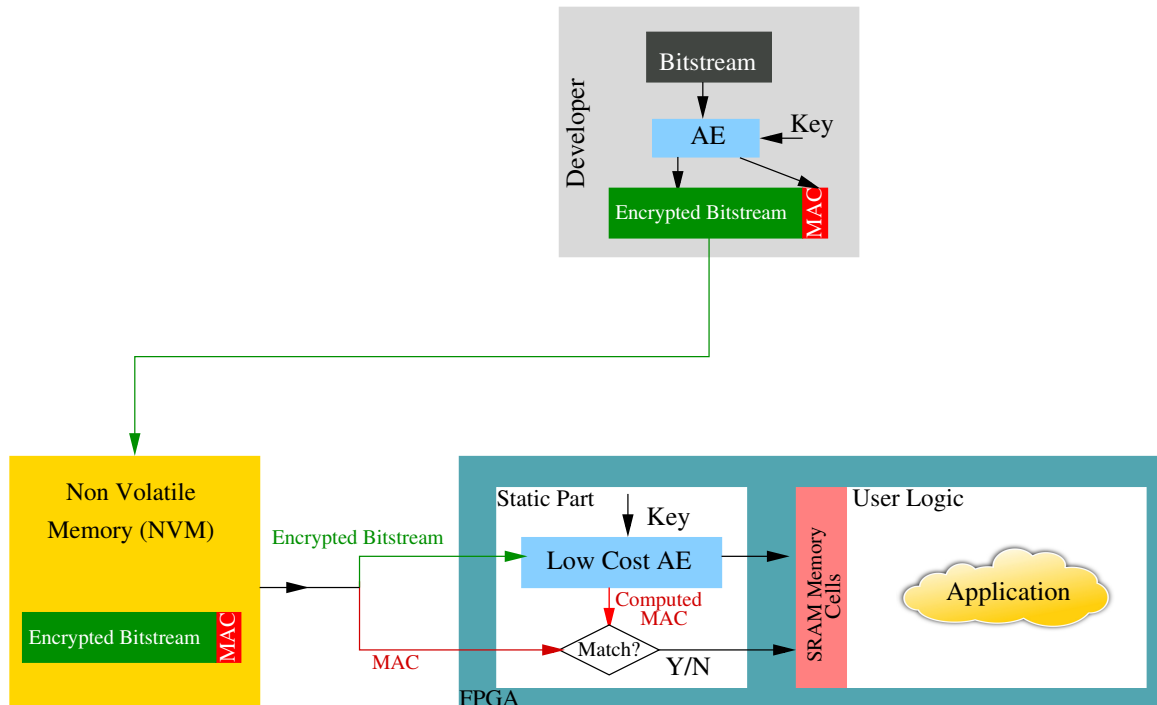 Bitstream
Developer
AE
Key
Encrypted Bitstream
MAC
Non Volatile
Memory (NVM)
Encrypted Bitstream
MAC
Encrypted Bitstream
MAC
Static Part
Key
Low Cost AE
Computed
MAC
Match?
Y/N
FPGA
SRAM Memory
Cells
User Logic
Application